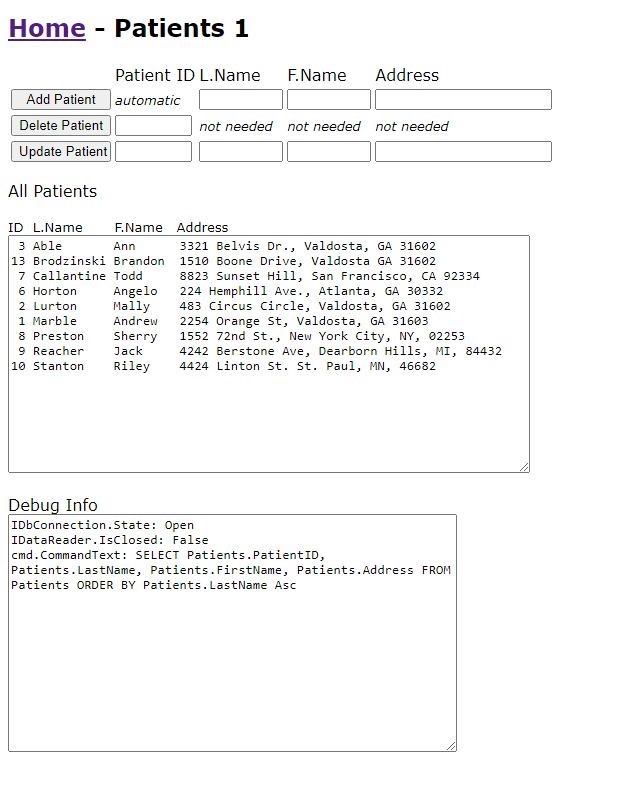 Home - Patients 1
Patient ID L.Name F.Name Address
Add Patient automatic
Delete Patient not needed not needed not needed
Update Patient
All Patients
ID L.Name F.Name Address
3 Able Ann 3321 Belvis Dr., Valdosta, GA 31602
13 Brodzinski Brandon 1510 Boone Drive, Valdosta GA 31602
7 Callantine Todd 8823 Sunset Hill, San Francisco, CA 92334
6 Horton Angelo 224 Hemphill Ave., Atlanta, GA 30332
2 Lurton Mally 483 Circus Circle, Valdosta, GA 31602
1 Marble Andrew 2254 Orange St, Valdosta, GA 31603
8 Preston Sherry 1552 72nd St., New York City, NY, 02253
9 Reacher Jack 4242 Berstone Ave, Dearborn Hills, MI, 84432
10 Stanton Riley 4424 Linton St. St. Paul, MN, 46682
Debug Info
IDbConnection.State: Open
IDataReader.IsClosed: False
cmd.CommandText: SELECT Patients.PatientID,
Patients.LastName, Patients.FirstName, Patients.Address FROM
Patients ORDER BY Patients.LastName Asc